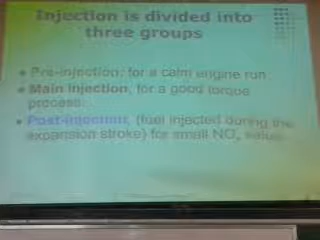 Injection is divided into
three groups
Pre-injection, for a calm engine run
Main Injection, for a good torque
process.
Post-injection, (fuel injected during the
expansion stroke) for small NOx value.